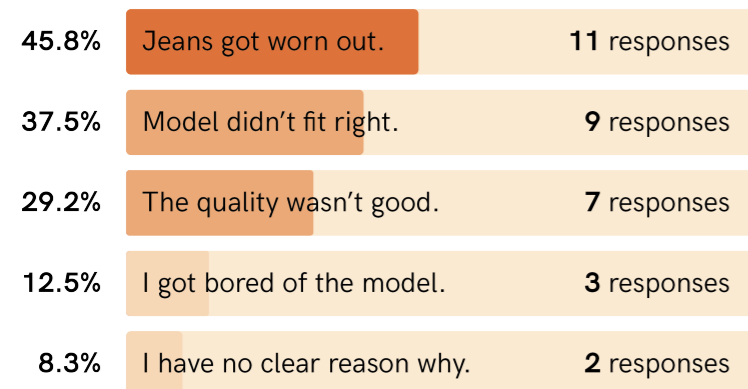 45.8% Jeans got worn out. 11 responses
37.5% Model didn’t fit right. 9 responses
29.2% The quality wasn’t good. 7 responses
12.5% I got bored of the model. 3 responses
8.3% I have no clear reason why. 2 responses